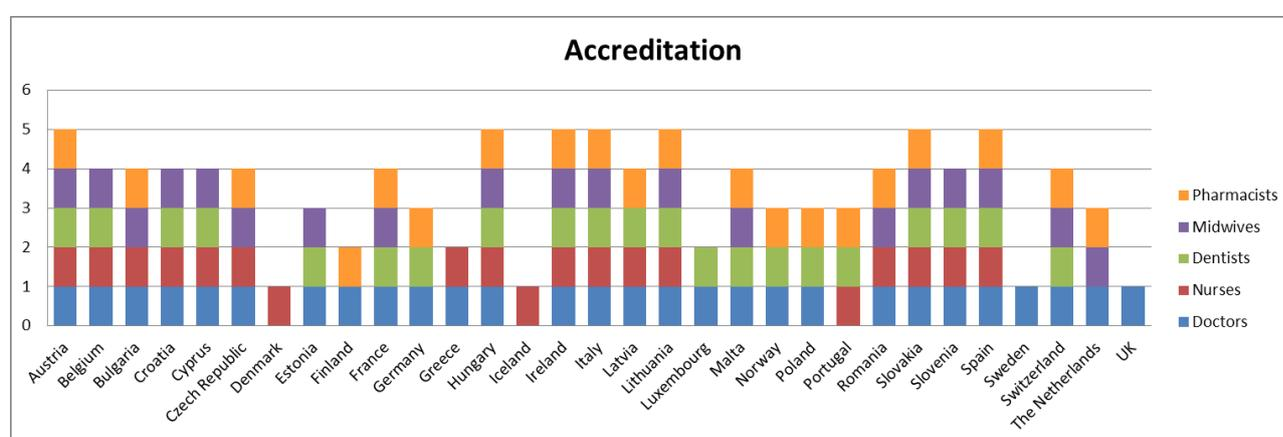 Accreditation
6
5
4
3
2
1
0
Pharmacists
Midwives
Dentists
Nurses
Doctors
Austria
Belgium
Bulgaria
Croatia
Cyprus
Czech Republic
Denmark
Estonia
Finland
France
Germany
Greece
Hungary
Iceland
Ireland
Italy
Latvia
Lithuania
Luxembourg
Malta
Norway
Poland
Portugal
Romania
Slovakia
Slovenia
Spain
Sweden
Switzerland
The Netherlands
UK